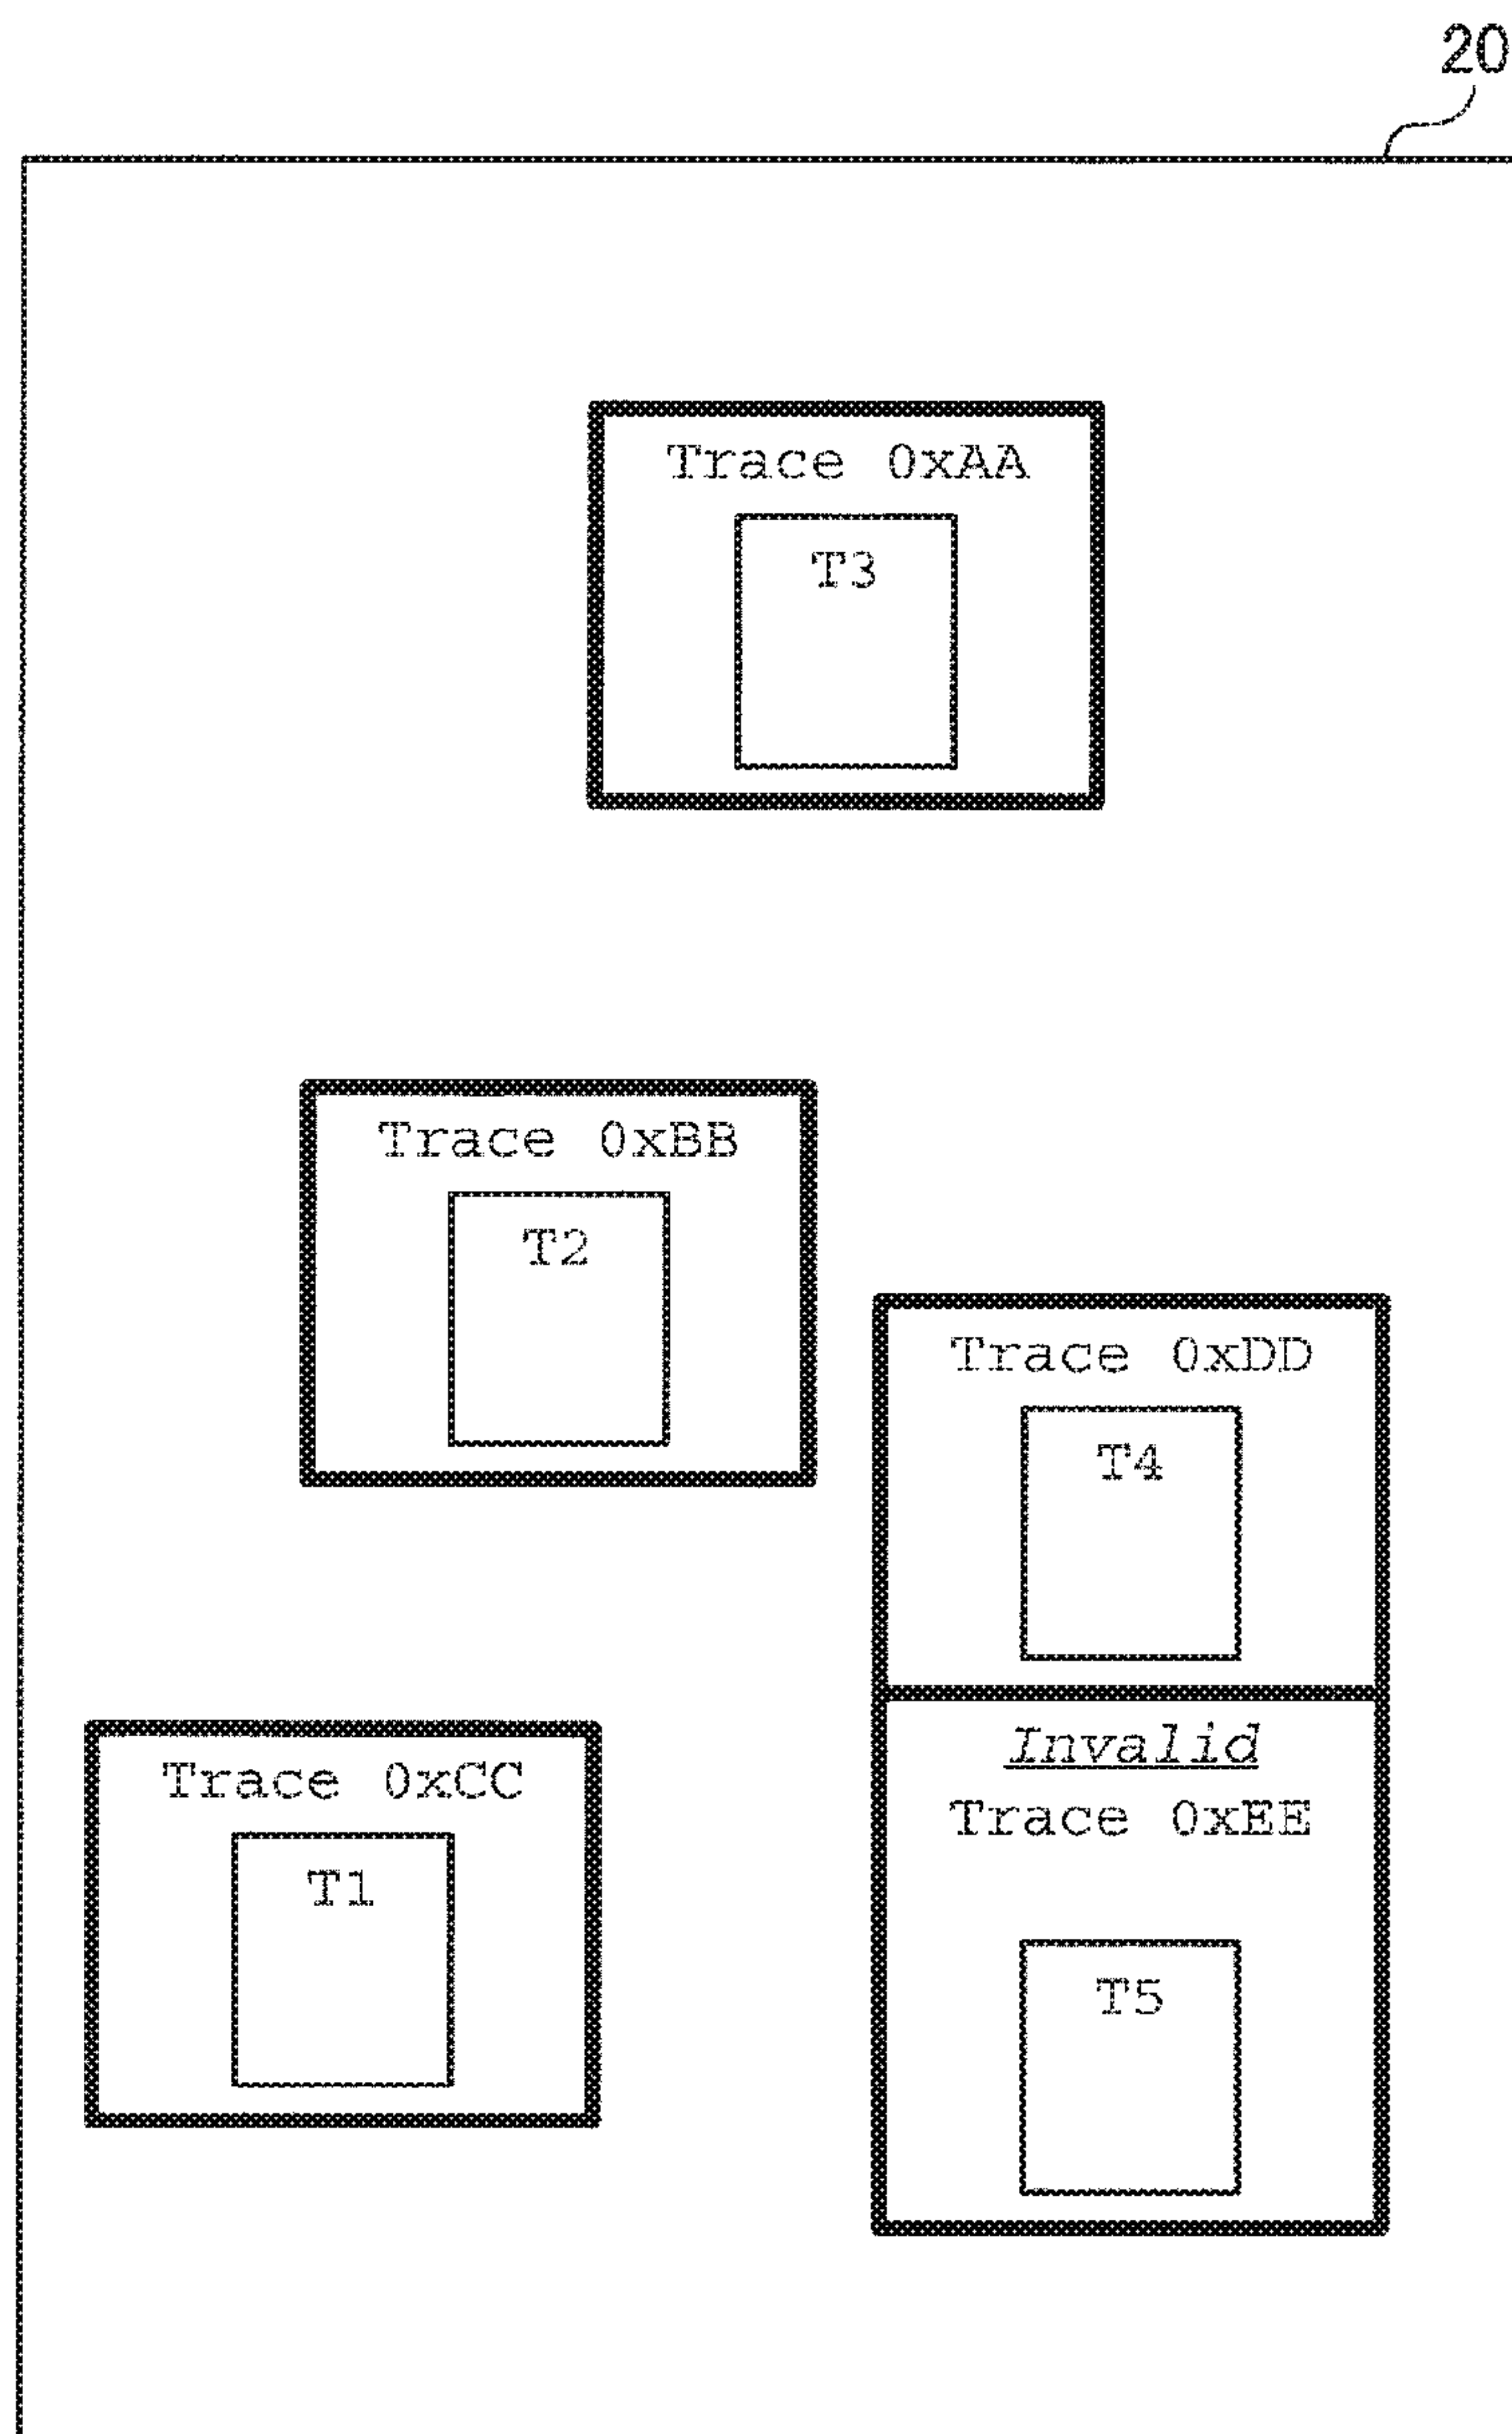 20
Trace 0xAA
T3
Trace 0xBB
T2
Trace 0xDD
T4
Trace 0xCC
T1
Invalid
Trace 0xEE
T5